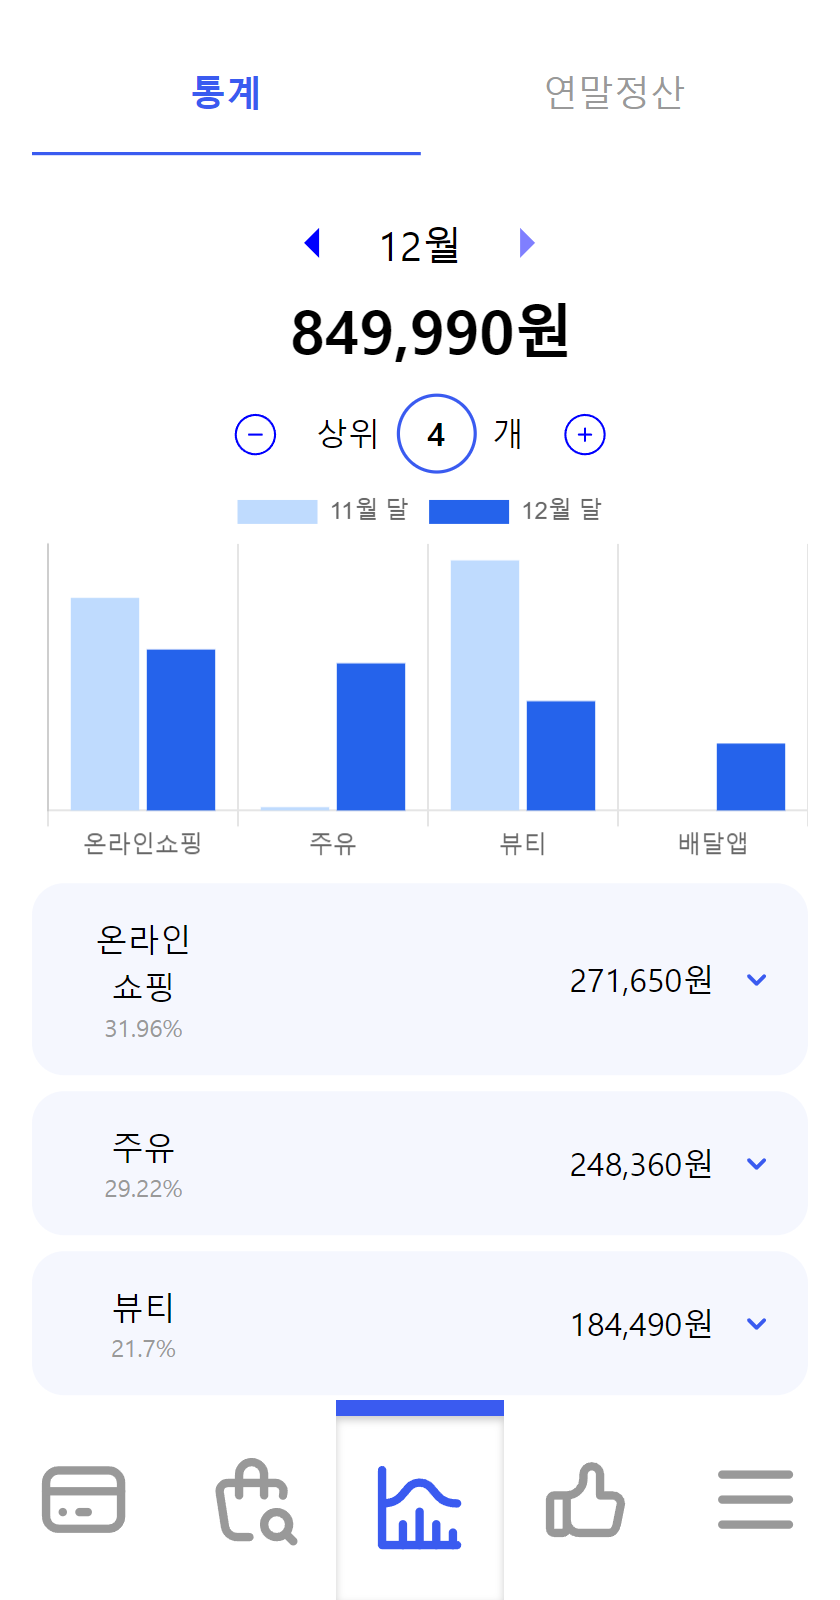 통계
연말정산
12월
849,990원
상위 4 개
11월 달 12월 달
온라인쇼핑 주유 뷰티 배달앱
온라인
쇼핑
31.96%
271,650원
주유
29.22%
248,360원
뷰티
21.7%
184,490원